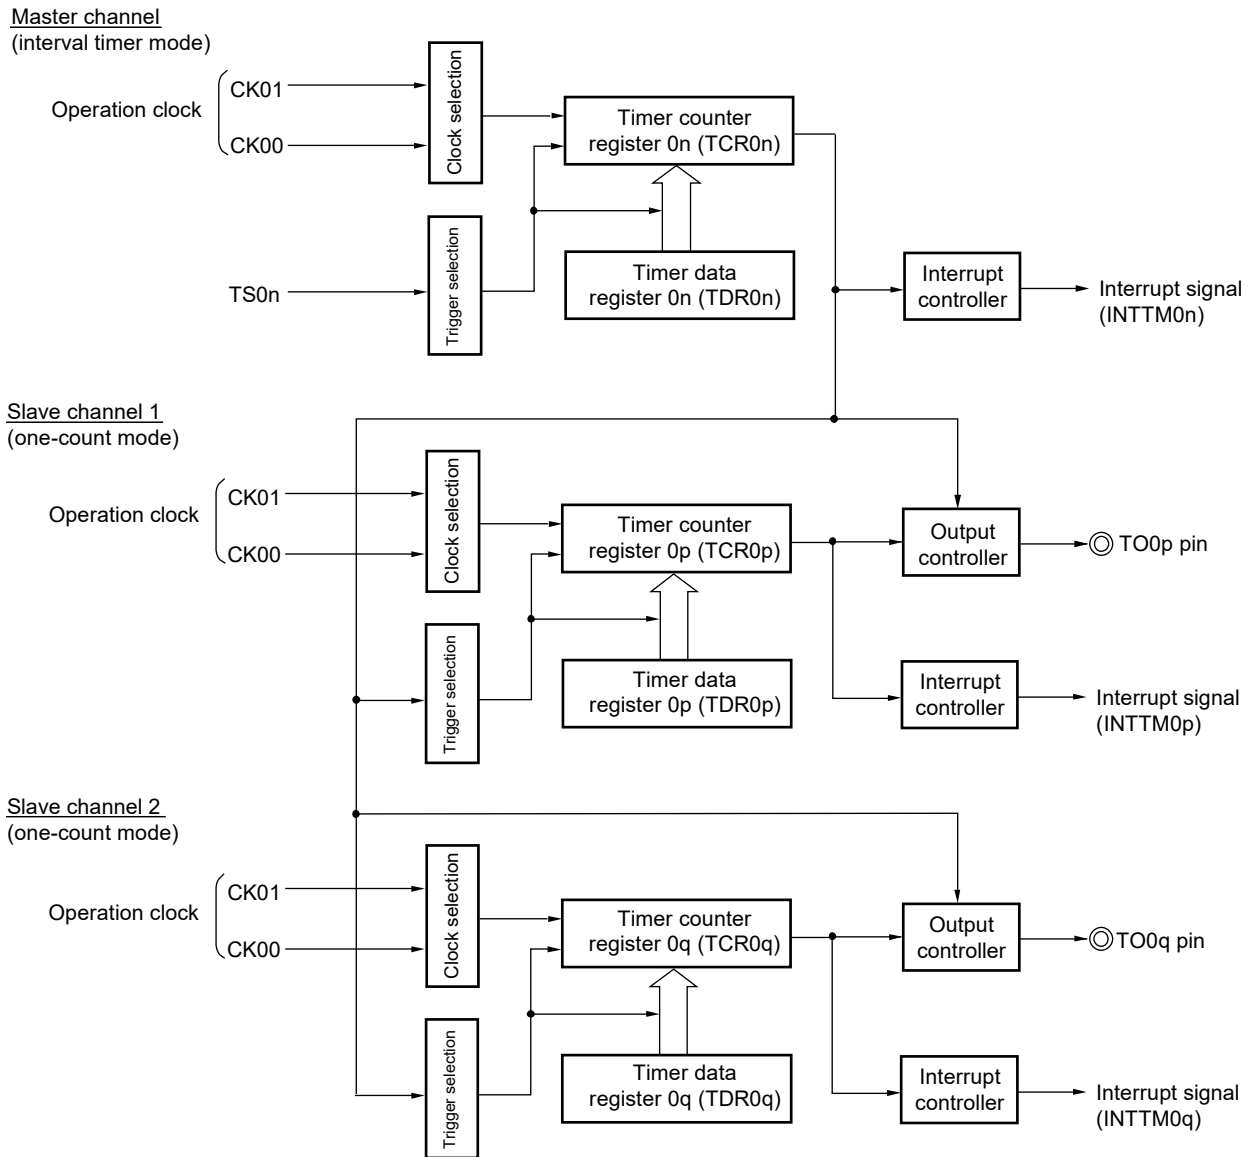 Master channel
(interval timer mode)
Operation clock
CK01
CK00
Clock selection
Timer counter
register 0n (TCR0n)
TS0n
Trigger selection
Timer data
register 0n (TDR0n)
Interrupt
controller
Interrupt signal
(INTTM0n)
Slave channel 1
(one-count mode)
Operation clock
CK01
CK00
Clock selection
Timer counter
register 0p (TCR0p)
Output
controller
TO0p pin
Trigger selection
Timer data
register 0p (TDR0p)
Interrupt
controller
Interrupt signal
(INTTM0p)
Slave channel 2
(one-count mode)
Operation clock
CK01
CK00
Clock selection
Timer counter
register 0q (TCR0q)
Output
controller
TO0q pin
Trigger selection
Timer data
register 0q (TDR0q)
Interrupt
controller
Interrupt signal
(INTTM0q)